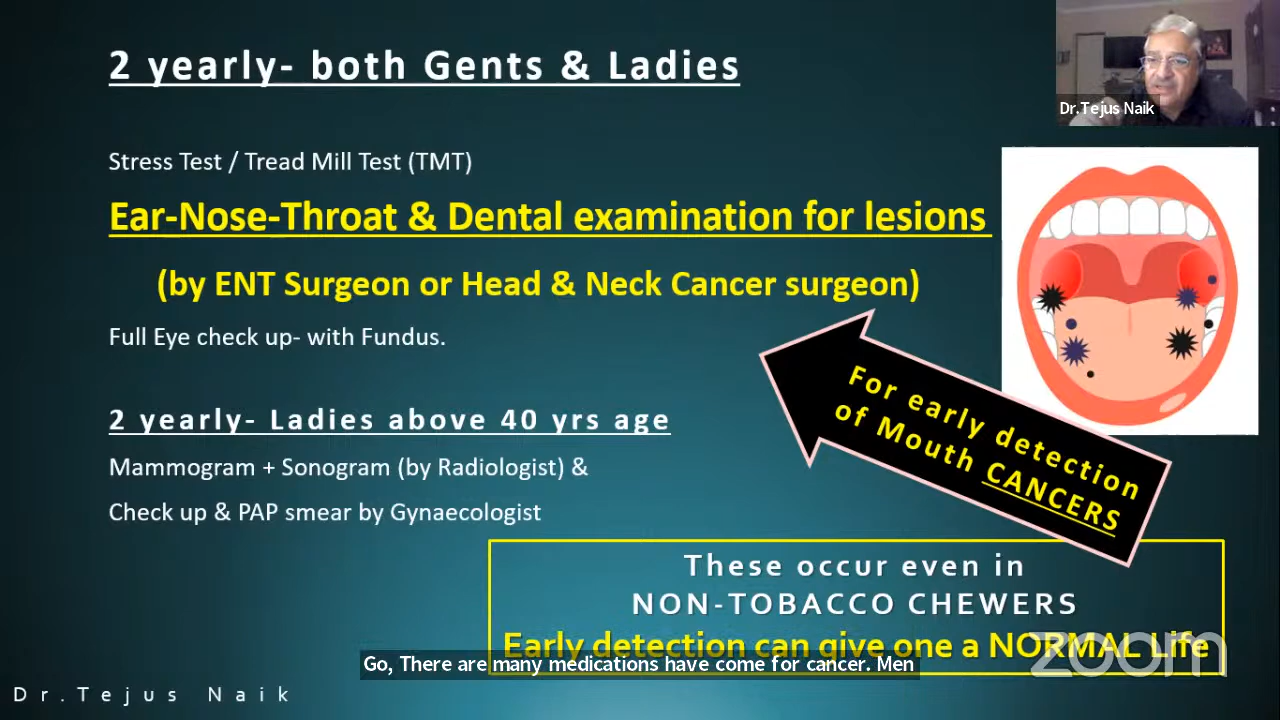 2 yearly- both Gents & Ladies
Dr.Tejus Naik
Stress Test / Tread Mill Test (TMT)
Ear-Nose-Throat & Dental examination for lesions
(by ENT Surgeon or Head & Neck Cancer surgeon)
Full Eye check up- with Fundus.
For early detection
of Mouth CANCERS
2 yearly- Ladies above 40 yrs age
Mammogram + Sonogram (by Radiologist) &
Check up & PAP smear by Gynaecologist
These occur even in
NON-TOBACCO CHEWERS
Early detection can give one a NORMAL Life
zoom
Go, There are many medications have come for cancer. Men
Dr.Tejus Naik